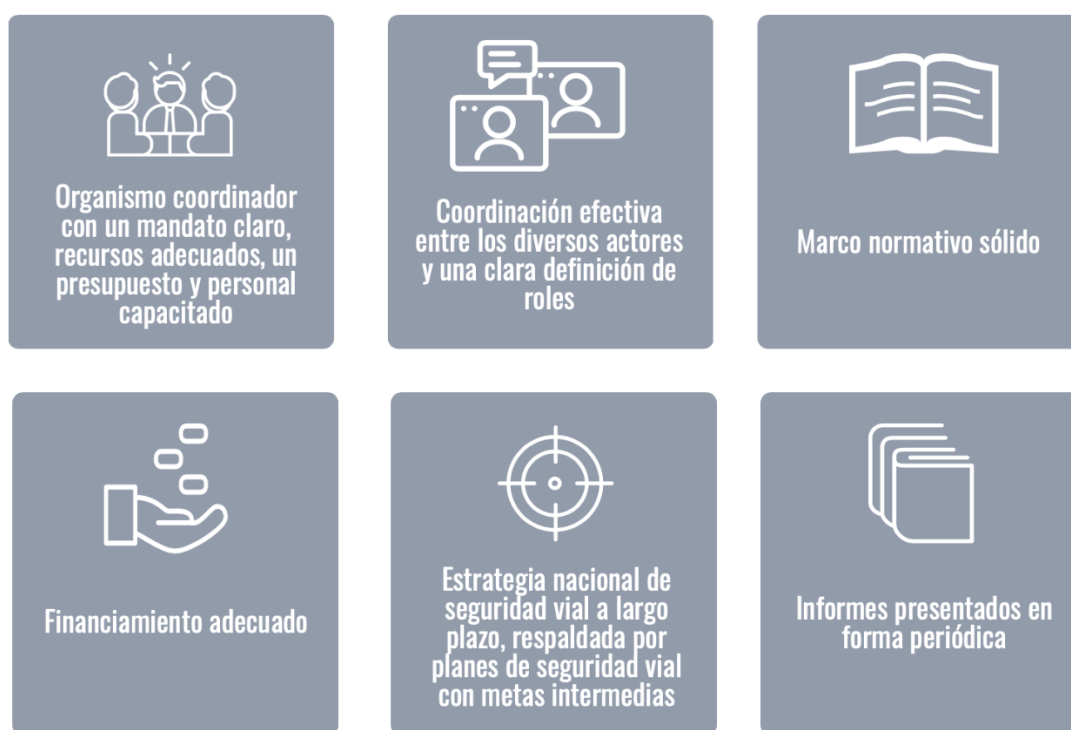 Organismo coordinador
con un mandato claro,
recursos adecuados, un
presupuesto y personal
capacitado
Coordinación efectiva
entre los diversos actores
y una clara definición de
roles
Marco normativo sólido
Financiamiento adecuado
Estrategia nacional de
seguridad vial a largo
plazo, respaldada por
planes de seguridad vial
con metas intermedias
Informes presentados en
forma periódica